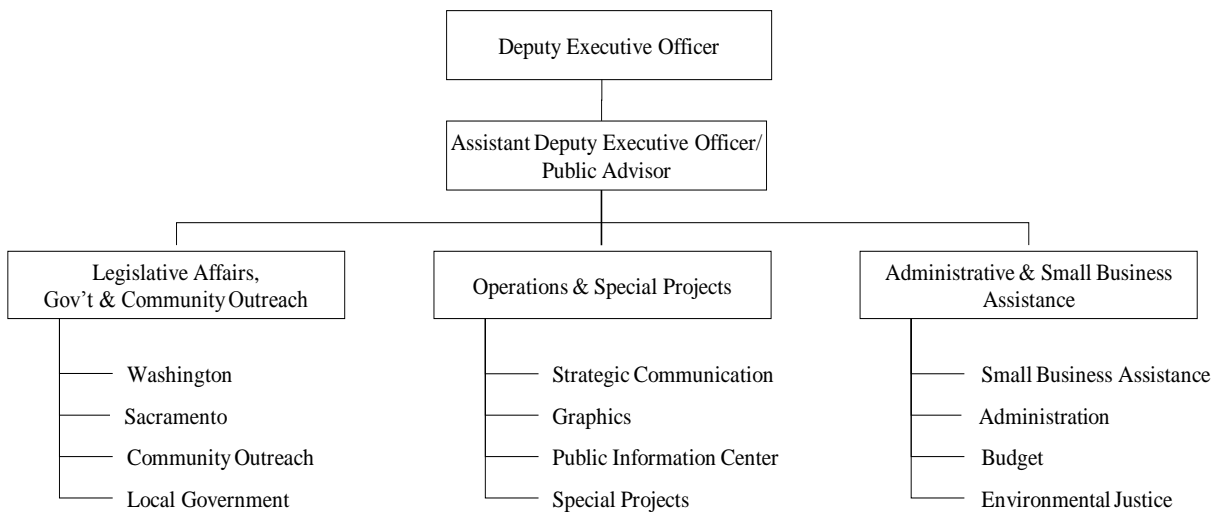 Deputy Executive Officer
Assistant Deputy Executive Officer/
Public Advisor
Legislative Affairs,
Gov't & Community Outreach
Washington
Sacramento
Community Outreach
Local Government
Operations & Special Projects
Strategic Communication
Graphics
Public Information Center
Special Projects
Administrative & Small Business
Assistance
Small Business Assistance
Administration
Budget
Environmental Justice